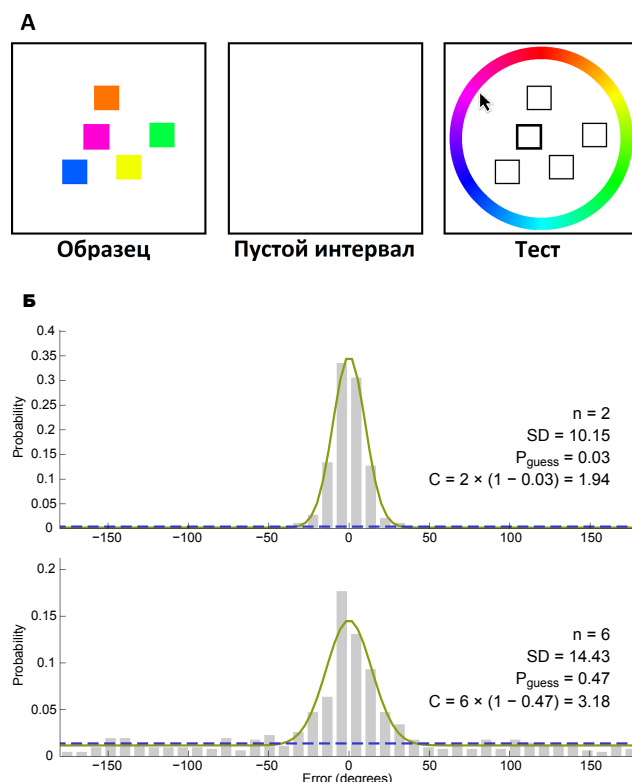 А
Образец
Пустой интервал
Тест
Б
0.4
0.35
0.3
0.25
0.2
0.15
0.1
0.05
0
Probability
−150
−100
−50
0
50
100
150
n = 2
SD = 10.15
Pguess = 0.03
C = 2 × (1 − 0.03) = 1.94
0.2
0.15
0.1
0.05
0
Probability
−150
−100
−50
0
50
100
150
Error (degrees)
n = 6
SD = 14.43
Pguess = 0.47
C = 6 × (1 − 0.47) = 3.18